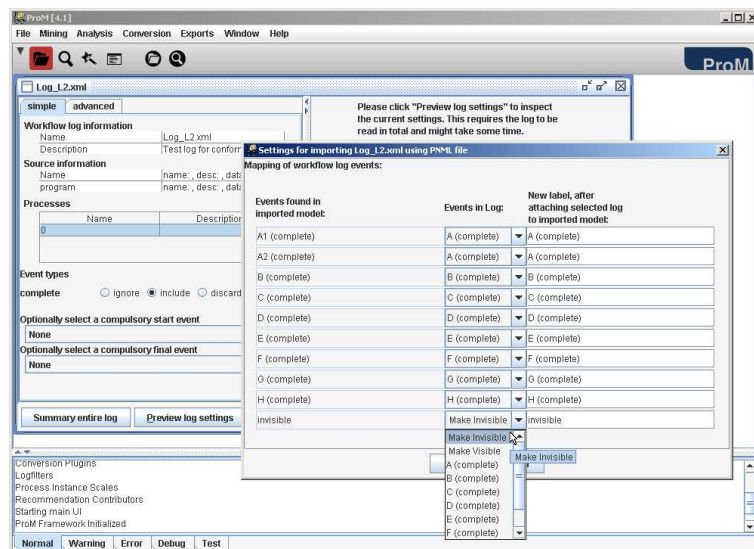 ProM [4.1]
File Mining Analysis Conversion Exports Window Help
ProM
Log_L2.xml
simple advanced
Workflow log information
Name Log_L2.xml
Description Test log for conform
Source information
Name name: , desc: , data
program name: , desc: , data
Processes
Name Description
0
Event types
complete ignore include discard
Optionally select a compulsory start event
None
Optionally select a compulsory final event
None
Summary entire log Preview log settings
Please click "Preview log settings" to inspect
the current settings. This requires the log to be
read in total and might take some time.
Settings for importing Log_L2.xml using PNML file
Mapping of workflow log events:
Events found in
imported model:
Events in Log:
New label, after
attaching selected log
to imported model:
A1 (complete) A (complete) A (complete)
A2 (complete) A (complete) A (complete)
B (complete) B (complete) B (complete)
C (complete) C (complete) C (complete)
D (complete) D (complete) D (complete)
E (complete) E (complete) E (complete)
F (complete) F (complete) F (complete)
G (complete) G (complete) G (complete)
H (complete) H (complete) H (complete)
invisible Make Invisible invisible
Make Invisible
Make Visible
Make Invisible
A (complete)
B (complete)
C (complete)
D (complete)
E (complete)
F (complete)
Conversion Plugins
Logfilters
Process Instance Scales
Recommendation Contributors
Starting main UI
ProM Framework Initialized
Normal Warning Error Debug Test